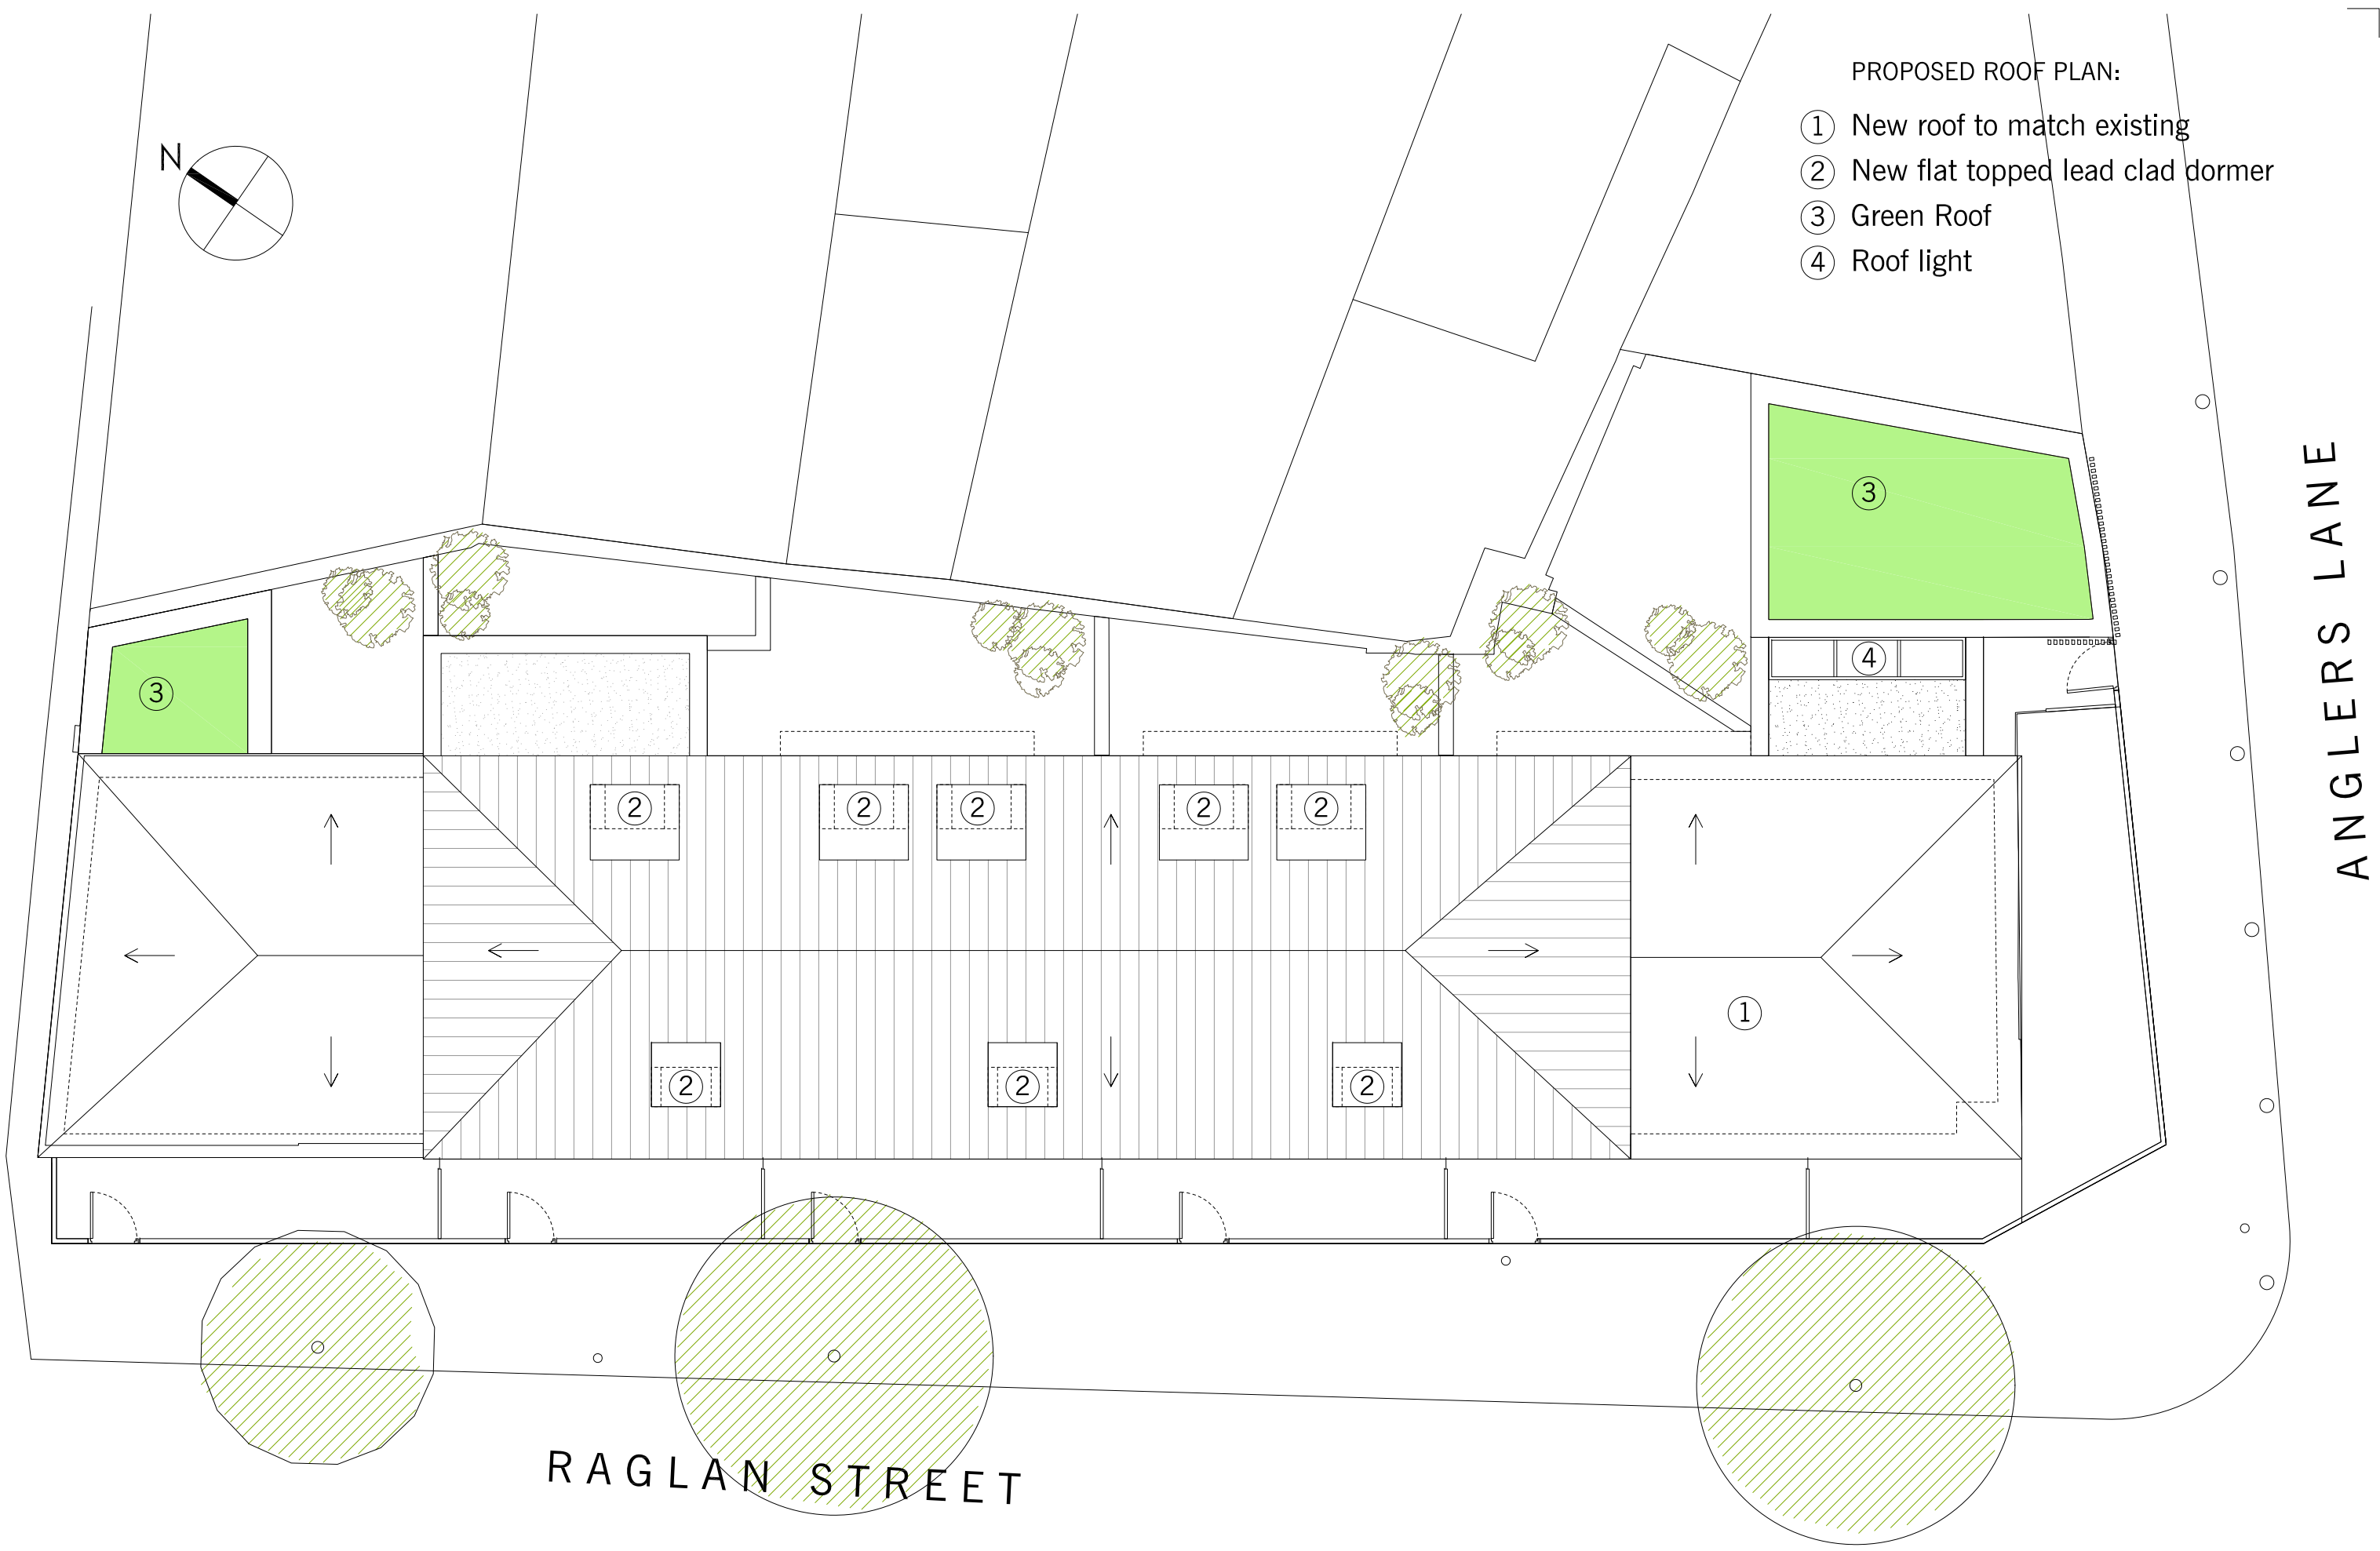 PROPOSED ROOF PLAN:
N
1 New roof to match existing
2 New flat topped lead clad dormer
3 Green Roof
4 Roof light
3
ANGLERS LANE
4
3
2
2
2
2
2
1
2
2
2
RAGLAN STREET